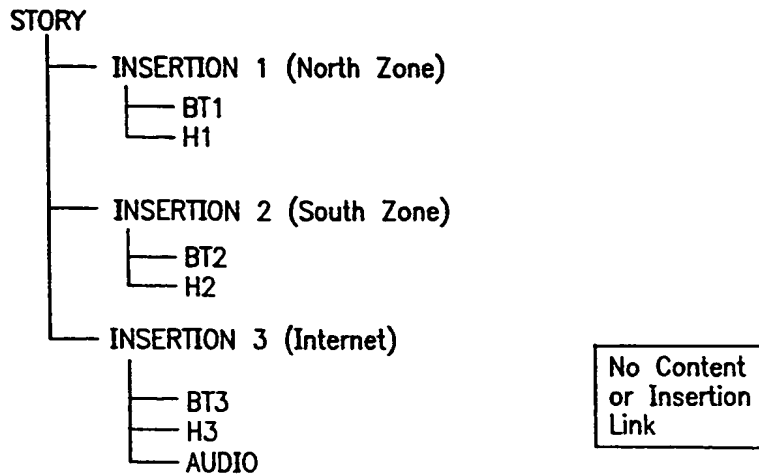 STORY
INSERTION 1 (North Zone)
BT1
H1
INSERTION 2 (South Zone)
BT2
H2
INSERTION 3 (Internet)
BT3
H3
AUDIO
No Content
or Insertion
Link